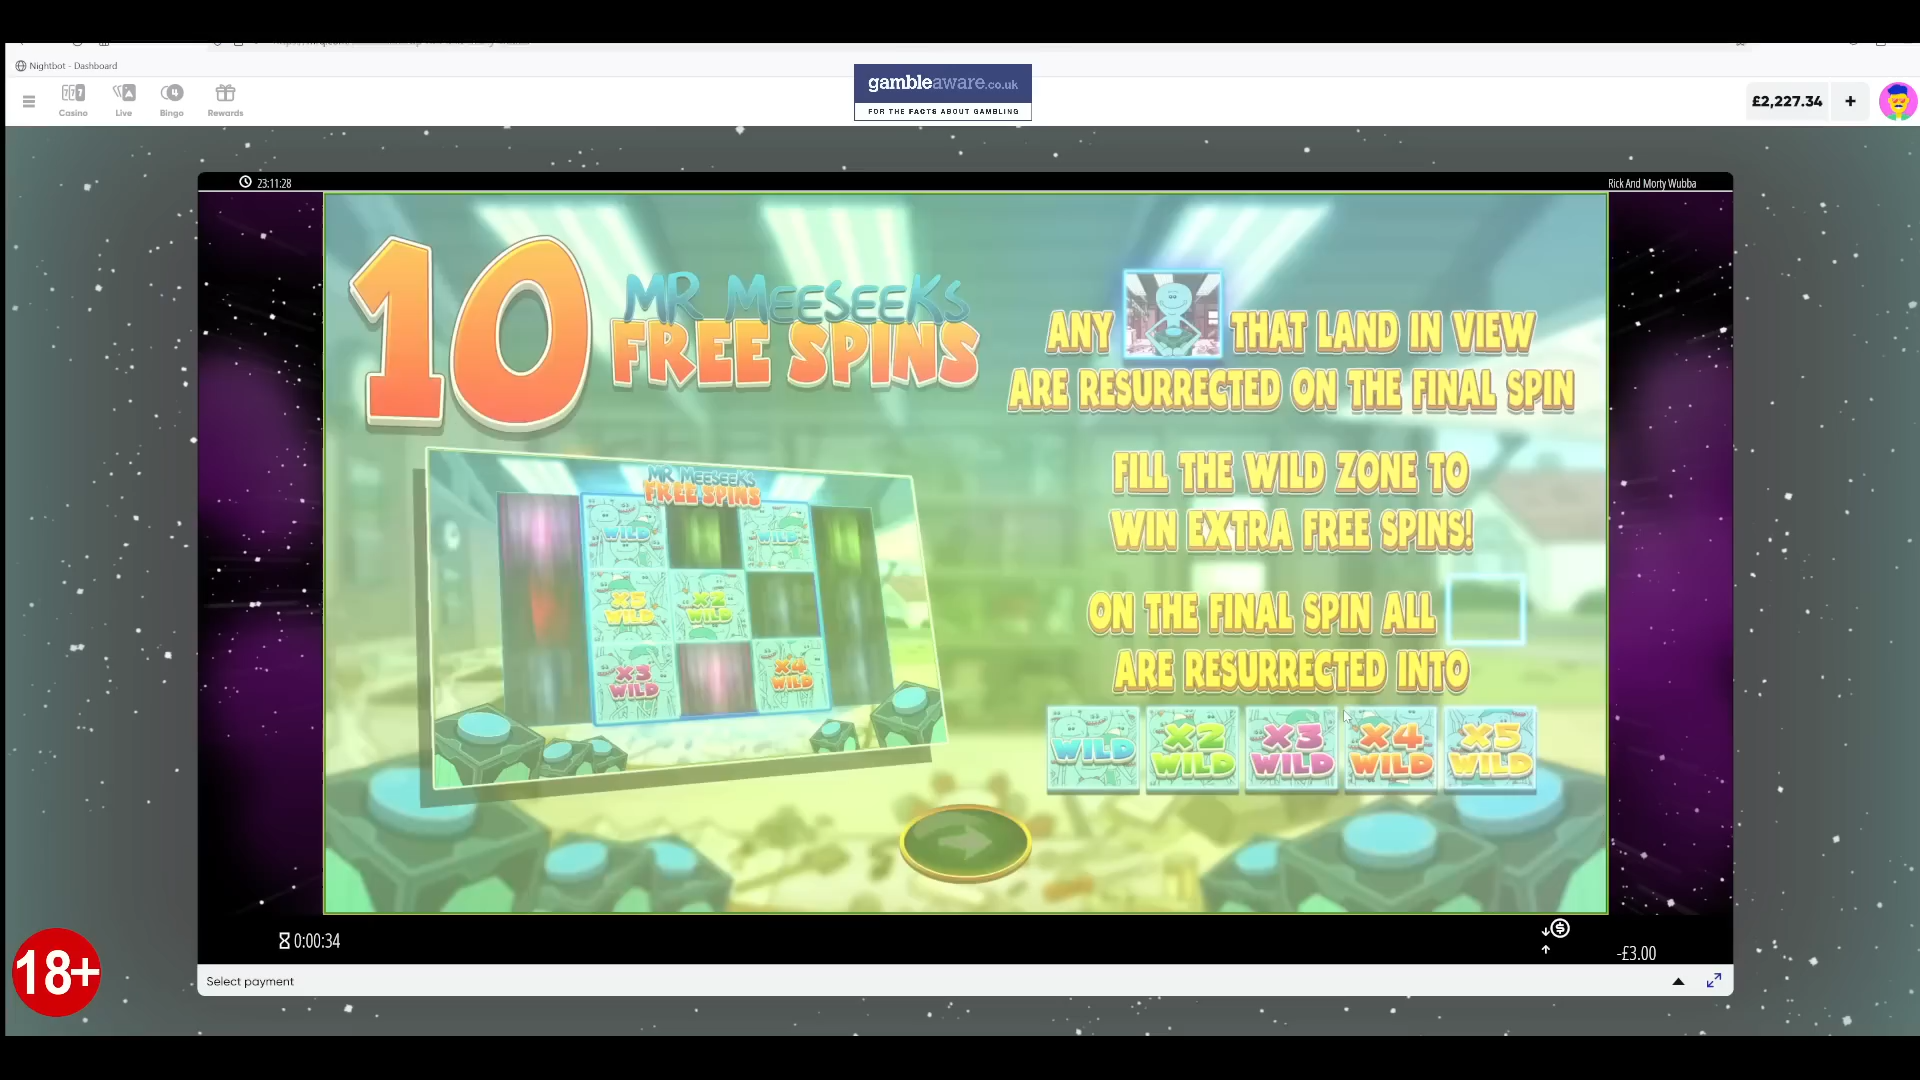 Nightbot - Dashboard
Casino
Live
Bingo
Rewards
gambleaware.co.uk
FOR THE FACTS ABOUT GAMBLING
£2,227.34
+
23:11:28
Rick And Morty Wubba
10
MR MEESEEKS
FREE SPINS
ANY THAT LAND IN VIEW
ARE RESURRECTED ON THE FINAL SPIN
FILL THE WILD ZONE TO
WIN EXTRA FREE SPINS!
ON THE FINAL SPIN ALL
ARE RESURRECTED INTO
WILD
X2 WILD
X3 WILD
X4 WILD
X5 WILD
MR MEESEEKS
FREE SPINS
WILD
WILD
X5 WILD
X2 WILD
X3 WILD
X4 WILD
0:00:34
-£3.00
18+
Select payment